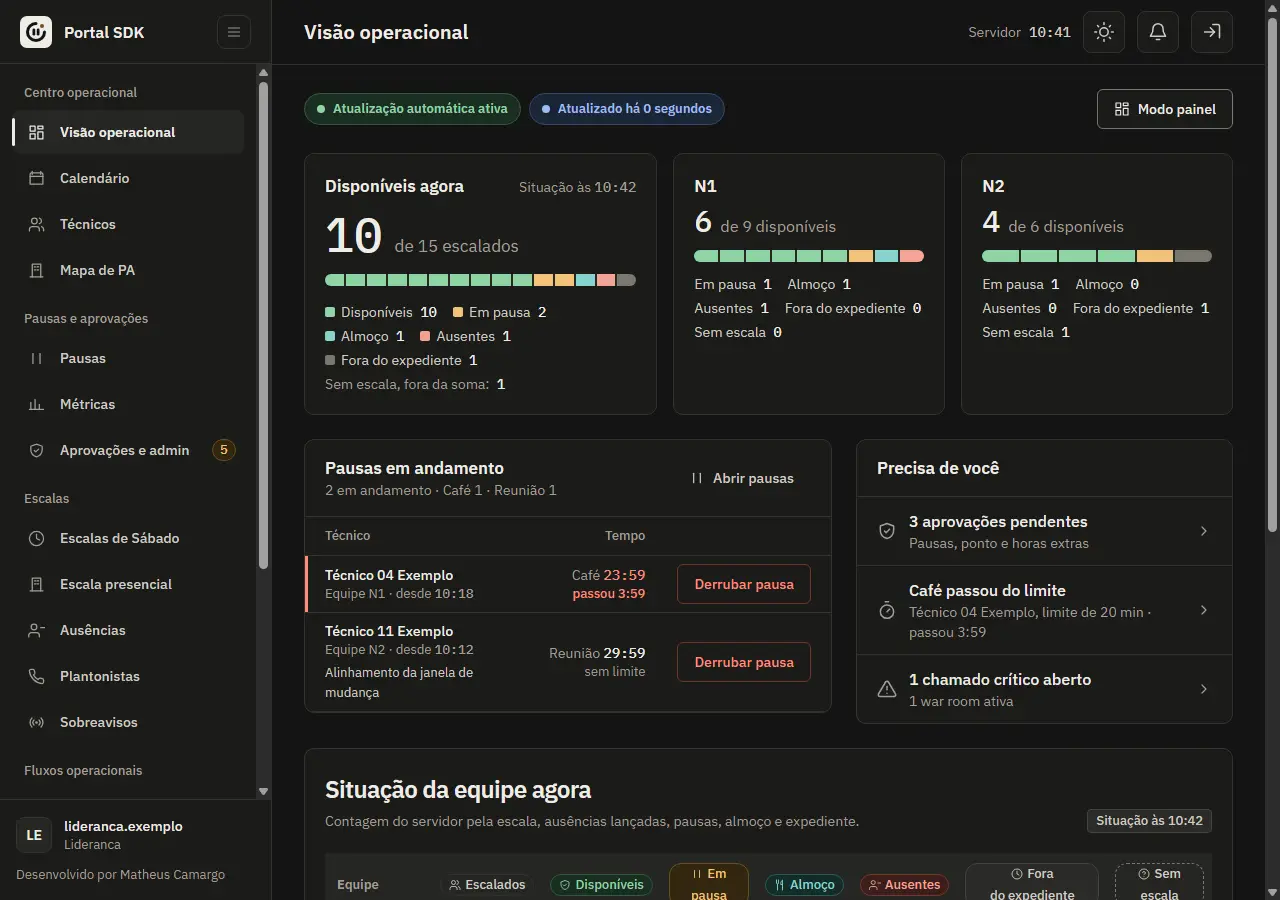 Portal SDK
Centro operacional
Visão operacional
Calendário
Técnicos
Mapa de PA
Pausas e aprovações
Pausas
Métricas
Aprovações e admin 5
Escalas
Escalas de Sábado
Escala presencial
Ausências
Plantonistas
Sobreavisos
Fluxos operacionais
LE
lideranca.exemplo
Lideranca
Desenvolvido por Matheus Camargo
Visão operacional
Servidor 10:41
Atualização automática ativa
Atualizado há 0 segundos
Modo painel
Disponíveis agora
Situação às 10:42
10 de 15 escalados
Disponíveis 10 Em pausa 2
Almoço 1 Ausentes 1
Fora do expediente 1
Sem escala, fora da soma: 1
N1
6 de 9 disponíveis
Em pausa 1 Almoço 1
Ausentes 1 Fora do expediente 0
Sem escala 0
N2
4 de 6 disponíveis
Em pausa 1 Almoço 0
Ausentes 0 Fora do expediente 1
Sem escala 1
Pausas em andamento
2 em andamento · Café 1 · Reunião 1
Abrir pausas
Técnico Tempo
Técnico 04 Exemplo
Equipe N1 · desde 10:18
Café 23:59
passou 3:59
Derrubar pausa
Técnico 11 Exemplo
Equipe N2 · desde 10:12
Alinhamento da janela de
mudança
Reunião 29:59
sem limite
Derrubar pausa
Precisa de você
3 aprovações pendentes
Pausas, ponto e horas extras
Café passou do limite
Técnico 04 Exemplo, limite de 20 min ·
passou 3:59
1 chamado crítico aberto
1 war room ativa
Situação da equipe agora
Contagem do servidor pela escala, ausências lançadas, pausas, almoço e expediente.
Situação às 10:42
Equipe
Escalados
Disponíveis
Em
pausa
Almoço
Ausentes
Fora
do expediente
Sem
escala